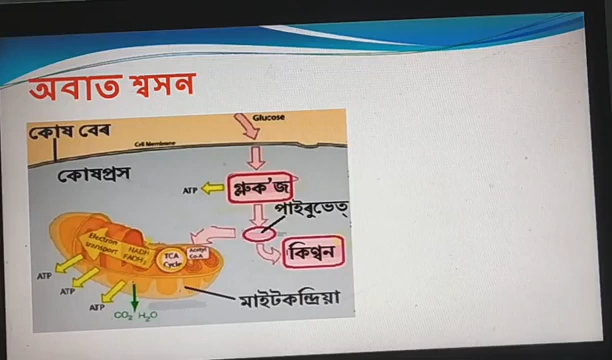 অবাত শ্বসন
Glucose
কোষ বেৰ
Cell Membrane
কোষপ্ৰস
ATP
গ্লুক'জ
পাইৰুভেত্
Electron transport
NADH
FADH₂
TCA Cycle
Acetyl Co-A
কিণ্বন
ATP
ATP
ATP
মাইটকন্দ্ৰিয়া
CO₂ H₂O